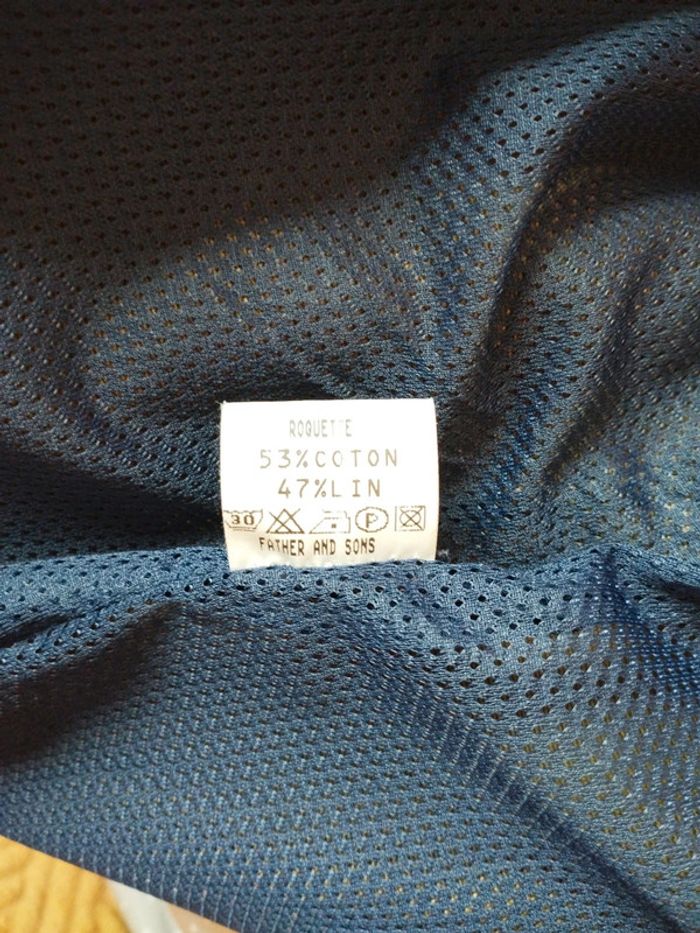 ROQUETTE
53%COTON
47%LIN
30 P
FATHER AND SONS